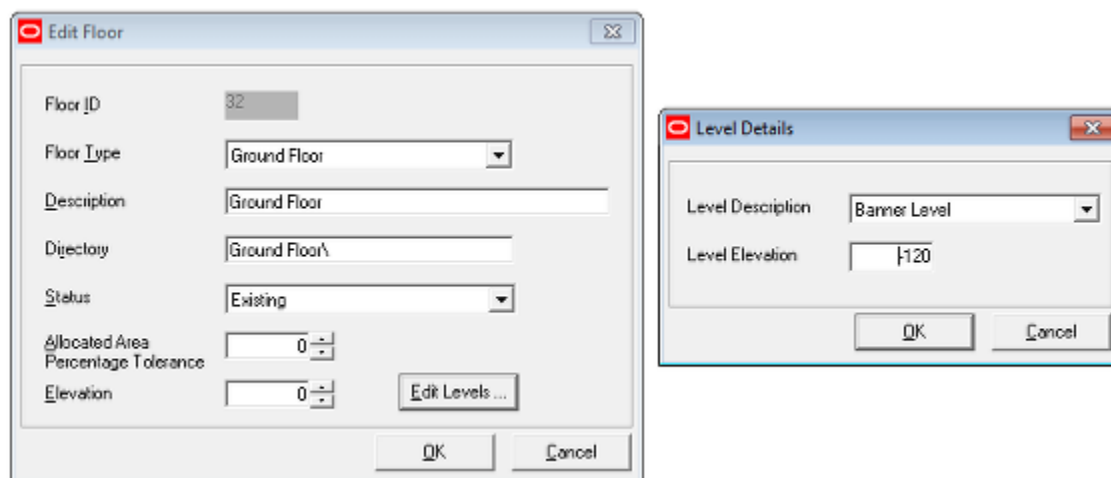 Edit Floor
Floor ID
32
Floor Type
Ground Floor
Description
Ground Floor
Directory
Ground Floor\
Status
Existing
Allocated Area
Percentage Tolerance
0
Elevation
0
Edit Levels ...
OK
Cancel
Level Details
Level Description
Banner Level
Level Elevation
-120
OK
Cancel